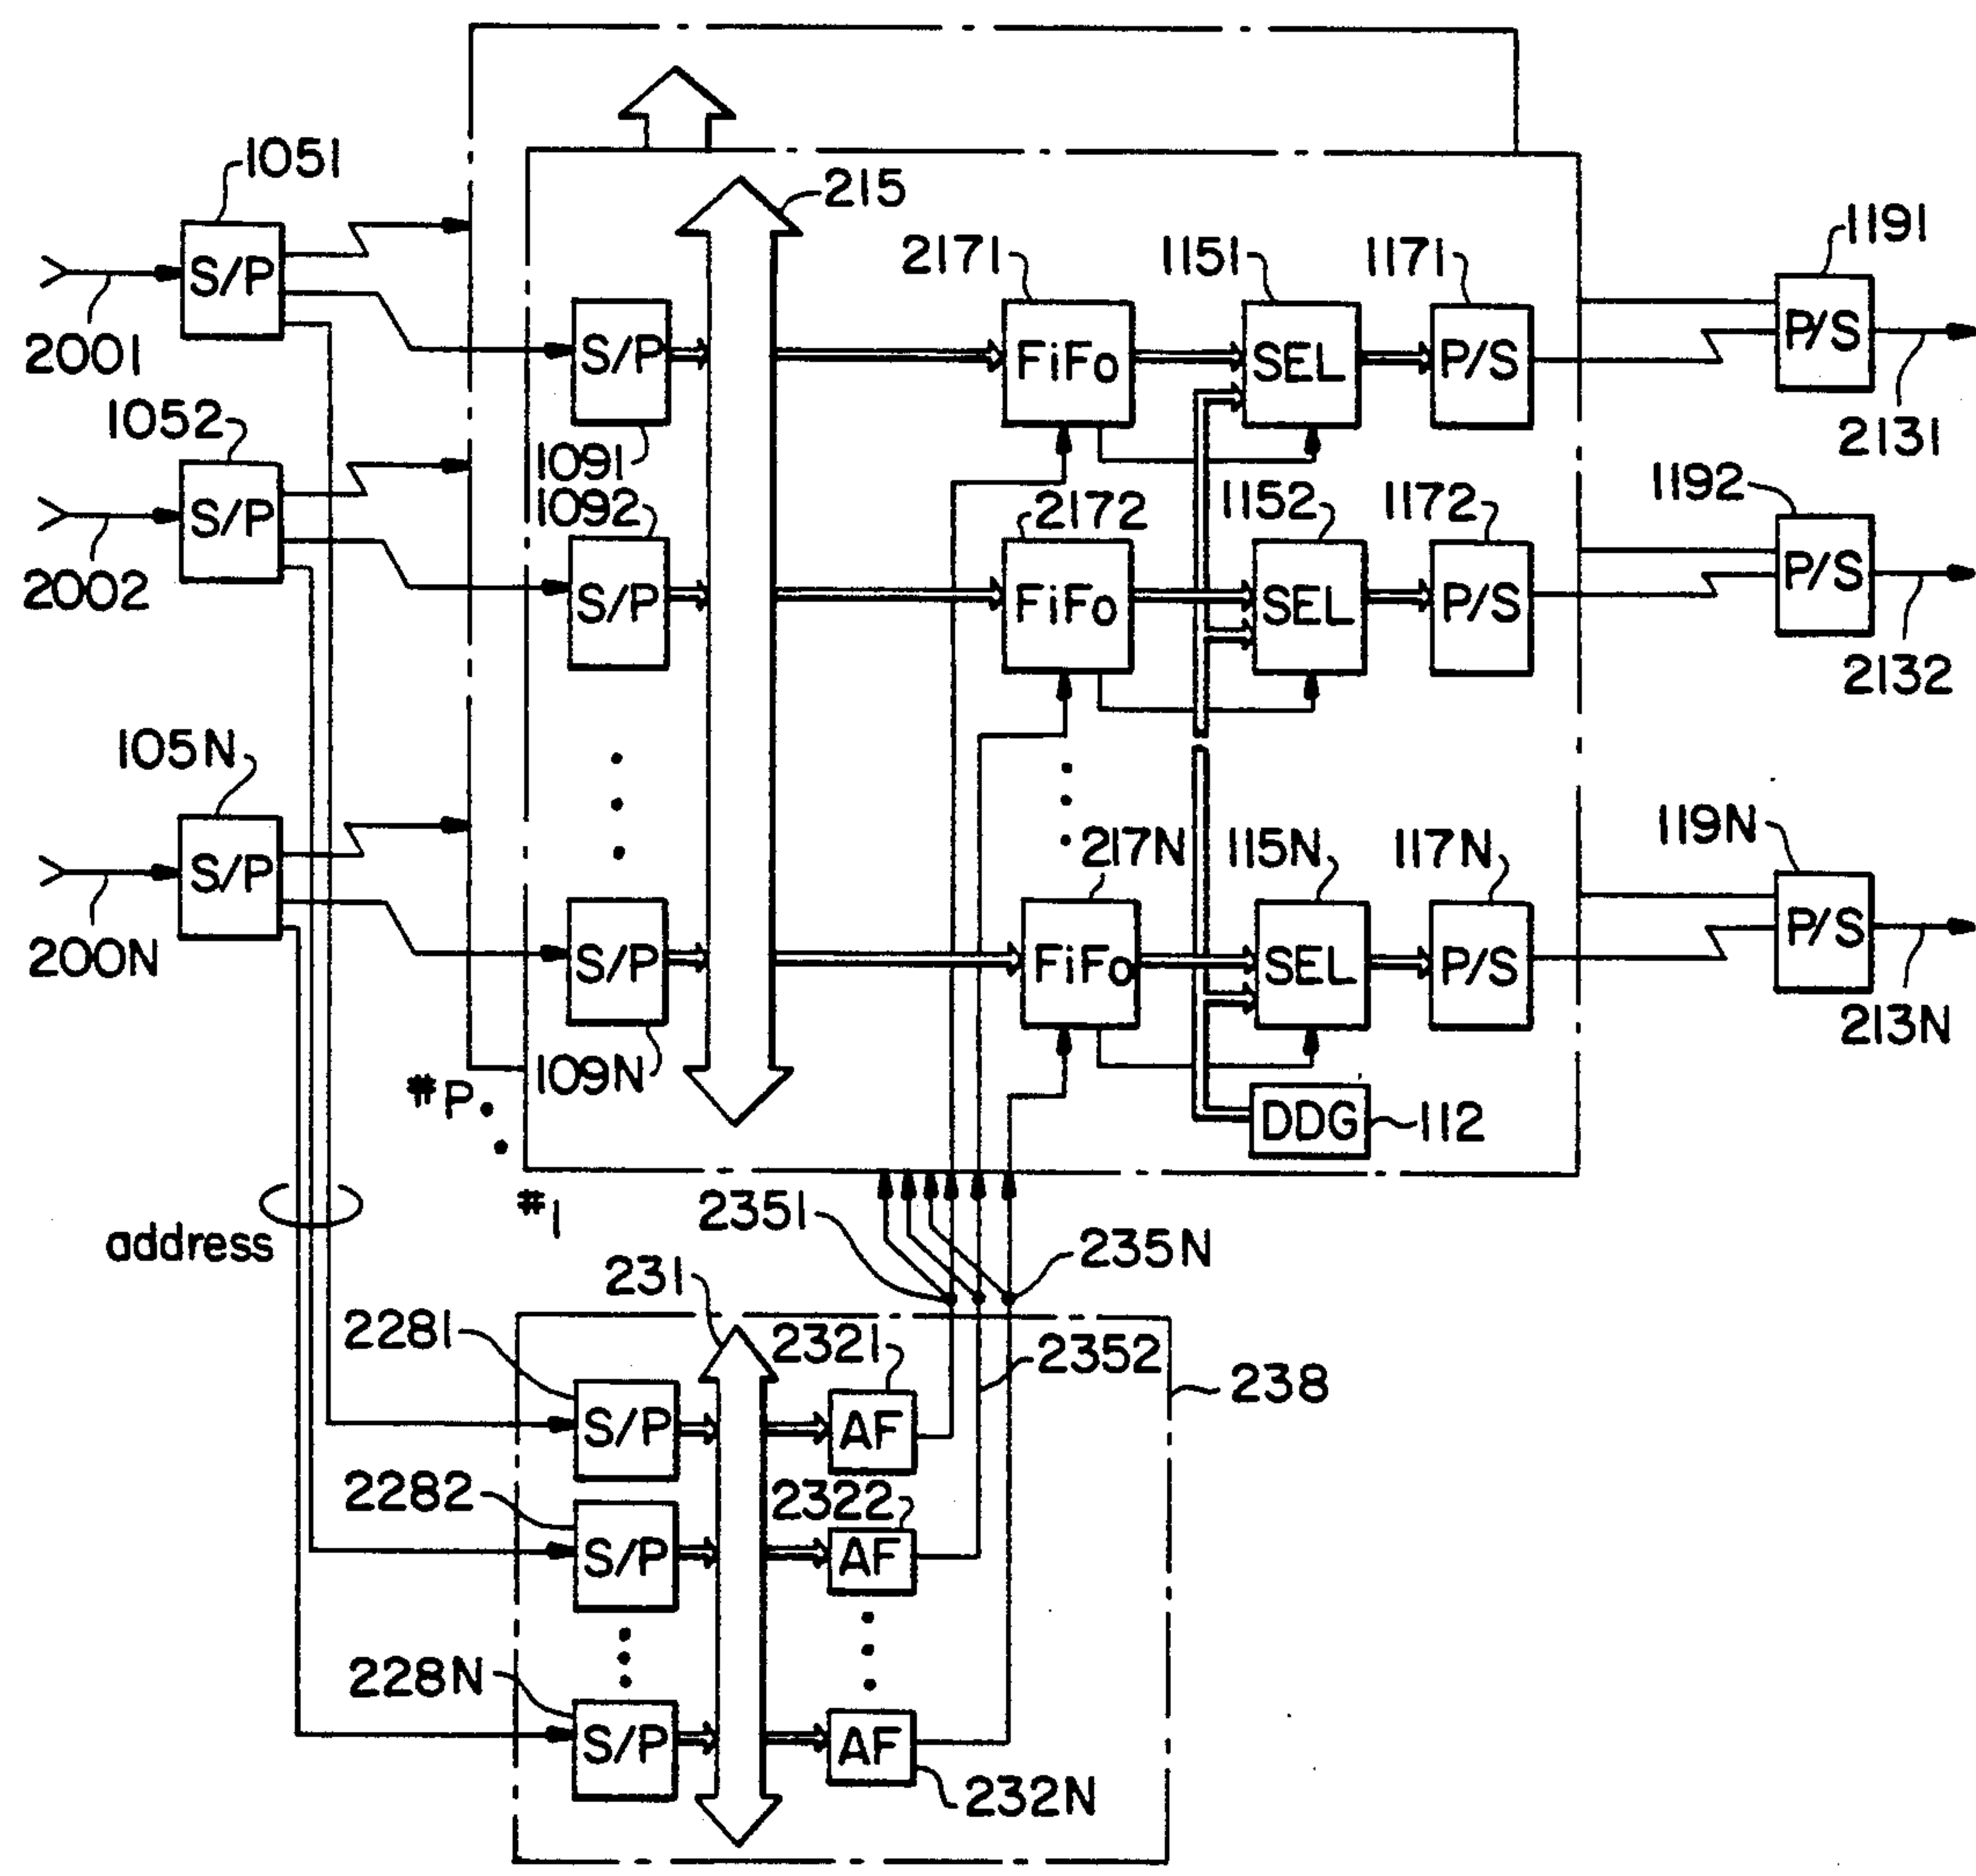 1051
215
2171
1151
1171
1191
S/P
2001
S/P
1091
FiFo
SEL
P/S
P/S
2131
1052
1092
2172
1152
1172
1192
S/P
2002
S/P
FiFo
SEL
P/S
P/S
2132
105N
217N
115N
117N
119N
S/P
200N
S/P
109N
FiFo
SEL
P/S
P/S
213N
#P
DDG
112
#1
address
2351
235N
231
2281
2321
2352
238
S/P
AF
2282
2322
S/P
AF
228N
S/P
AF
232N